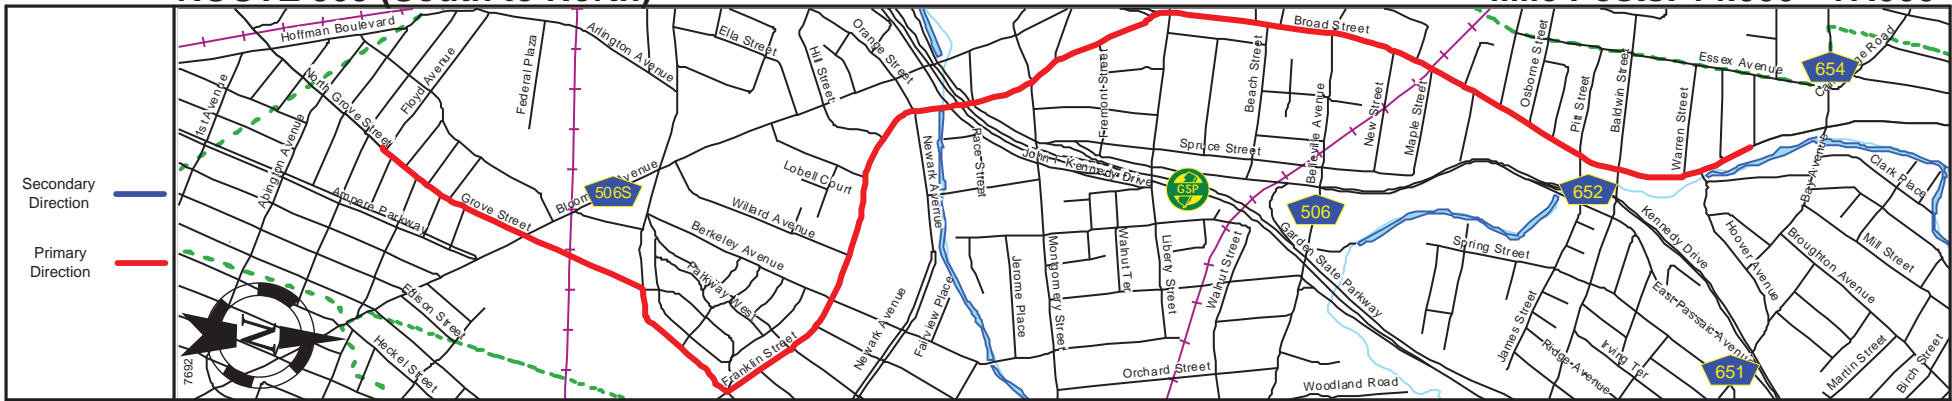 Secondary
Direction
Primary
Direction
Hoffman Boulevard
1st Avenue
North Grove Street
Floyd Avenue
Abington Avenue
Federal Plaza
Arlington Avenue
Ella Street
Hill Street
Orange Street
Ampere Parkway
Grove Street
506S
Lobell Court
Willard Avenue
Berkeley Avenue
Parkway West
Franklin Street
Edison Street
Heckel Street
N
7692
Newark Avenue
Newark Avenue
Fairview Place
Race Street
Jerome Place
Montgomery Street
Walnut Ter
Liberty Street
Walnut Street
Orchard Street
Woodland Road
John F Kennedy Drive
GSP
Garden State Parkway
Fremont Street
Beach Street
Spruce Street
Belleville Avenue
506
Broad Street
New Street
Maple Street
Osborne Street
Pitt Street
Baldwin Street
Essex Avenue
Warren Street
654
652
Kennedy Drive
Spring Street
James Street
Ridge Avenue
Irving Ter
East Passaic Avenue
651
Hoover Avenue
Bay Avenue
Clark Place
Broughton Avenue
Mill Street
Martin Street
Birch Street